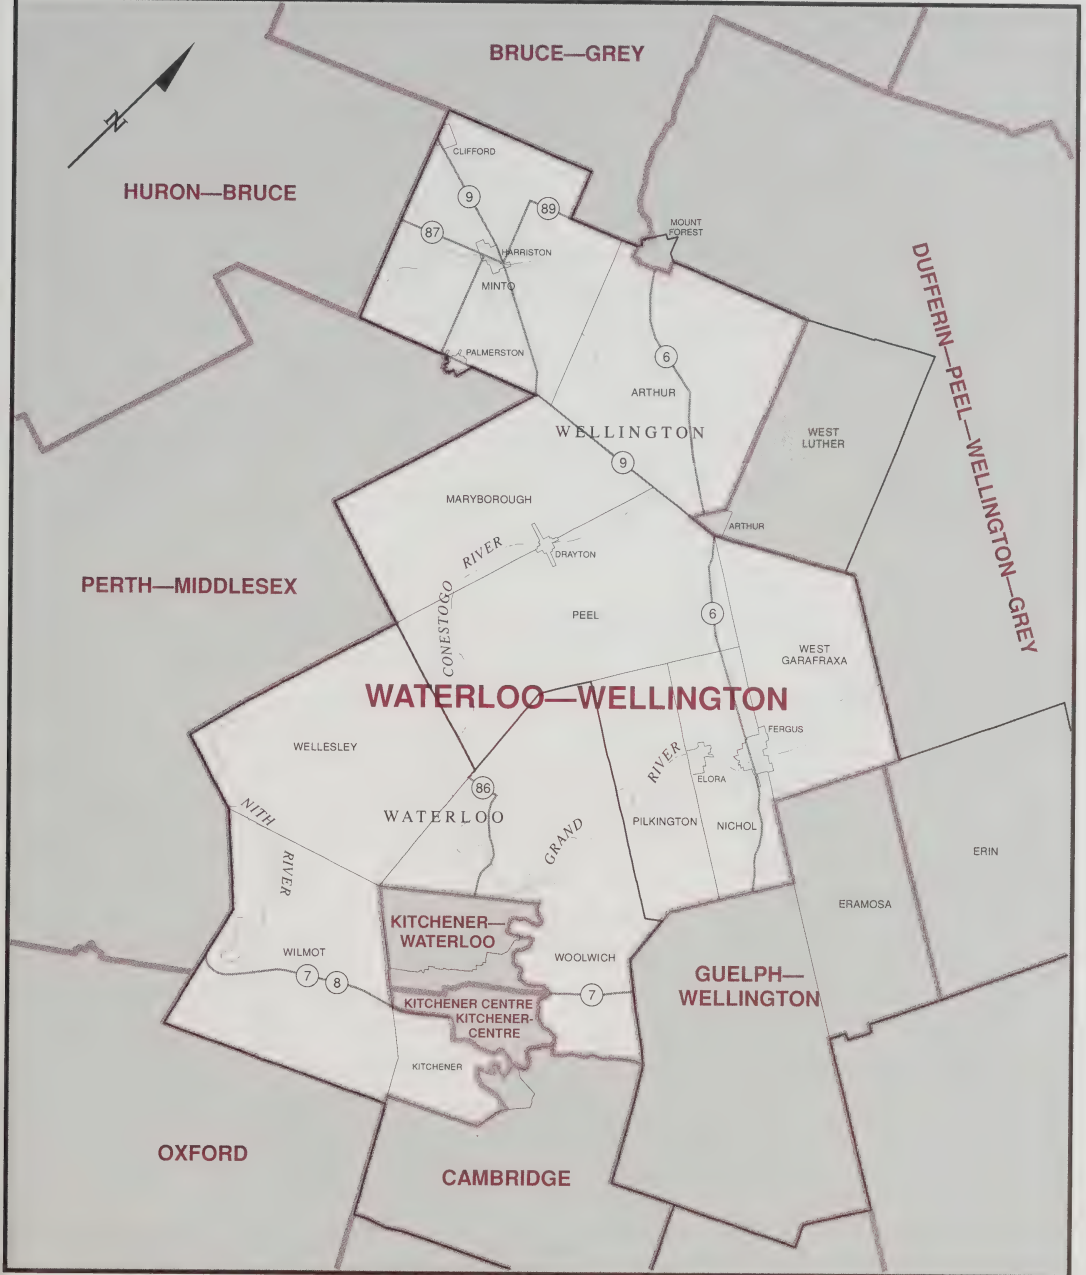 BRUCE—GREY
N
CLIFFORD
HURON—BRUCE
9
89
87
MOUNT
FOREST
HARRISTON
MINTO
DUFFERIN—PEEL—WELLINGTON—GREY
PALMERSTON
6
ARTHUR
WELLINGTON
WEST
LUTHER
9
MARYBOROUGH
ARTHUR
RIVER
DRAYTON
PERTH—MIDDLESEX
CONESTOGO
PEEL
6
WEST
GARAFRAXA
WATERLOO—WELLINGTON
FERGUS
WELLESLEY
RIVER
ELORA
86
NITH
WATERLOO
GRAND
PILKINGTON
NICHOL
ERIN
RIVER
ERAMOSA
KITCHENER—
WATERLOO
WILMOT
WOOLWICH
GUELPH—
WELLINGTON
7
8
7
KITCHENER CENTRE
KITCHENER-
CENTRE
KITCHENER
OXFORD
CAMBRIDGE